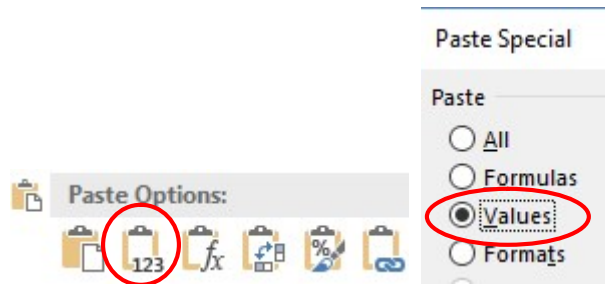 Paste Options:
123
fx
%
Paste Special
Paste
All
Formulas
Values
Formats